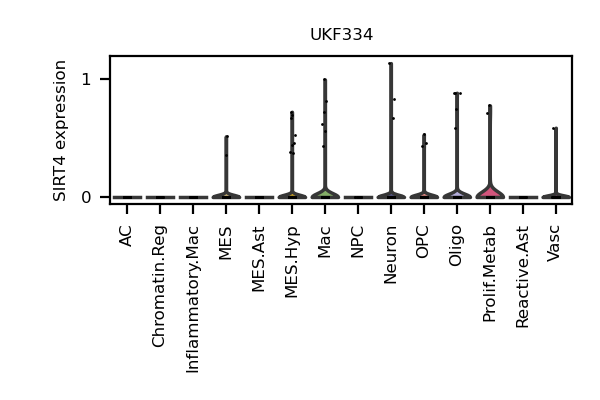 UKF334
SIRT4 expression
1
0
AC
Chromatin.Reg
Inflammatory.Mac
MES
MES.Ast
MES.Hyp
Mac
NPC
Neuron
OPC
Oligo
Prolif.Metab
Reactive.Ast
Vasc